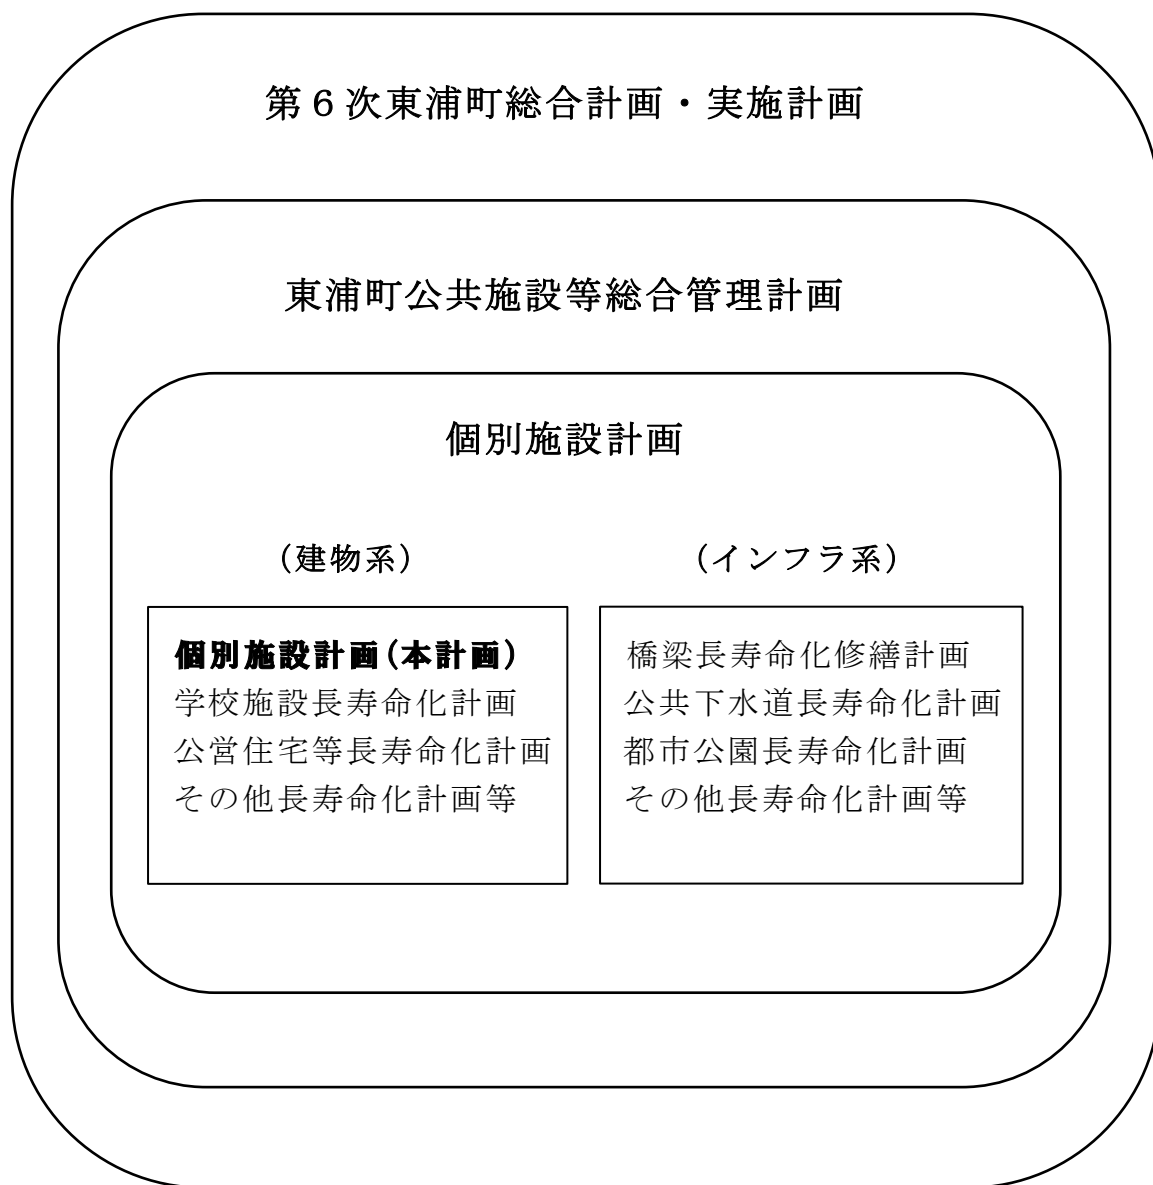 第６次東浦町総合計画・実施計画
東浦町公共施設等総合管理計画
個別施設計画
(建物系)
個別施設計画(本計画)
学校施設長寿命化計画
公営住宅等長寿命化計画
その他長寿命化計画等
(インフラ系)
橋梁長寿命化修繕計画
公共下水道長寿命化計画
都市公園長寿命化計画
その他長寿命化計画等